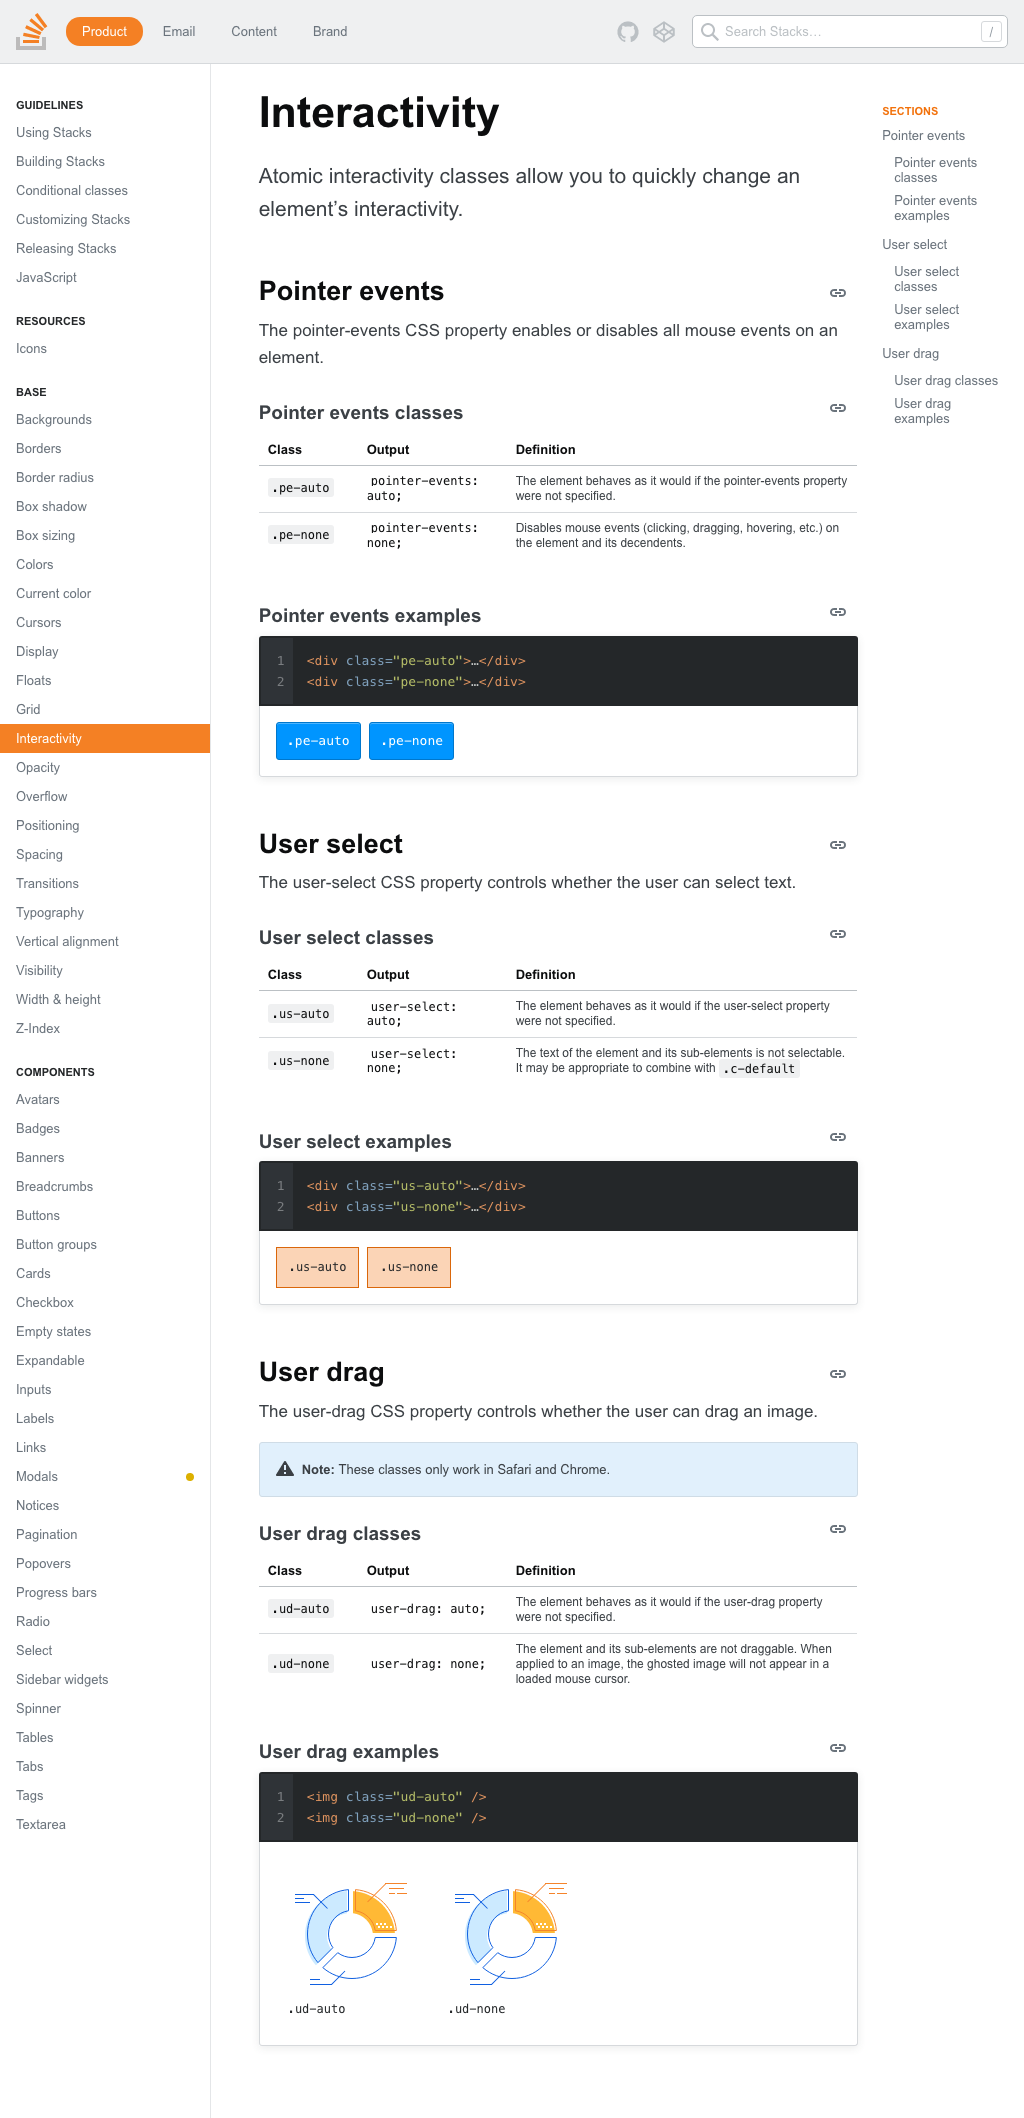 Product
Email
Content
Brand
Search Stacks…
/
GUIDELINES
Using Stacks
Building Stacks
Conditional classes
Customizing Stacks
Releasing Stacks
JavaScript
RESOURCES
Icons
BASE
Backgrounds
Borders
Border radius
Box shadow
Box sizing
Colors
Current color
Cursors
Display
Floats
Grid
Interactivity
Opacity
Overflow
Positioning
Spacing
Transitions
Typography
Vertical alignment
Visibility
Width & height
Z-Index
COMPONENTS
Avatars
Badges
Banners
Breadcrumbs
Buttons
Button groups
Cards
Checkbox
Empty states
Expandable
Inputs
Labels
Links
Modals
Notices
Pagination
Popovers
Progress bars
Radio
Select
Sidebar widgets
Spinner
Tables
Tabs
Tags
Textarea
Interactivity
Atomic interactivity classes allow you to quickly change an
element’s interactivity.
Pointer events
The pointer-events CSS property enables or disables all mouse events on an
element.
Pointer events classes
Class Output Definition
.pe-auto
pointer-events:
auto;
The element behaves as it would if the pointer-events property
were not specified.
.pe-none
pointer-events:
none;
Disables mouse events (clicking, dragging, hovering, etc.) on
the element and its decendents.
Pointer events examples
1 <div class="pe-auto">…</div>
2 <div class="pe-none">…</div>
.pe-auto .pe-none
User select
The user-select CSS property controls whether the user can select text.
User select classes
Class Output Definition
.us-auto
user-select:
auto;
The element behaves as it would if the user-select property
were not specified.
.us-none
user-select:
none;
The text of the element and its sub-elements is not selectable.
It may be appropriate to combine with .c-default
User select examples
1 <div class="us-auto">…</div>
2 <div class="us-none">…</div>
.us-auto .us-none
User drag
The user-drag CSS property controls whether the user can drag an image.
Note: These classes only work in Safari and Chrome.
User drag classes
Class Output Definition
.ud-auto
user-drag: auto;
The element behaves as it would if the user-drag property
were not specified.
.ud-none
user-drag: none;
The element and its sub-elements are not draggable. When
applied to an image, the ghosted image will not appear in a
loaded mouse cursor.
User drag examples
1 <img class="ud-auto" />
2 <img class="ud-none" />
.ud-auto .ud-none
SECTIONS
Pointer events
Pointer events
classes
Pointer events
examples
User select
User select
classes
User select
examples
User drag
User drag classes
User drag
examples